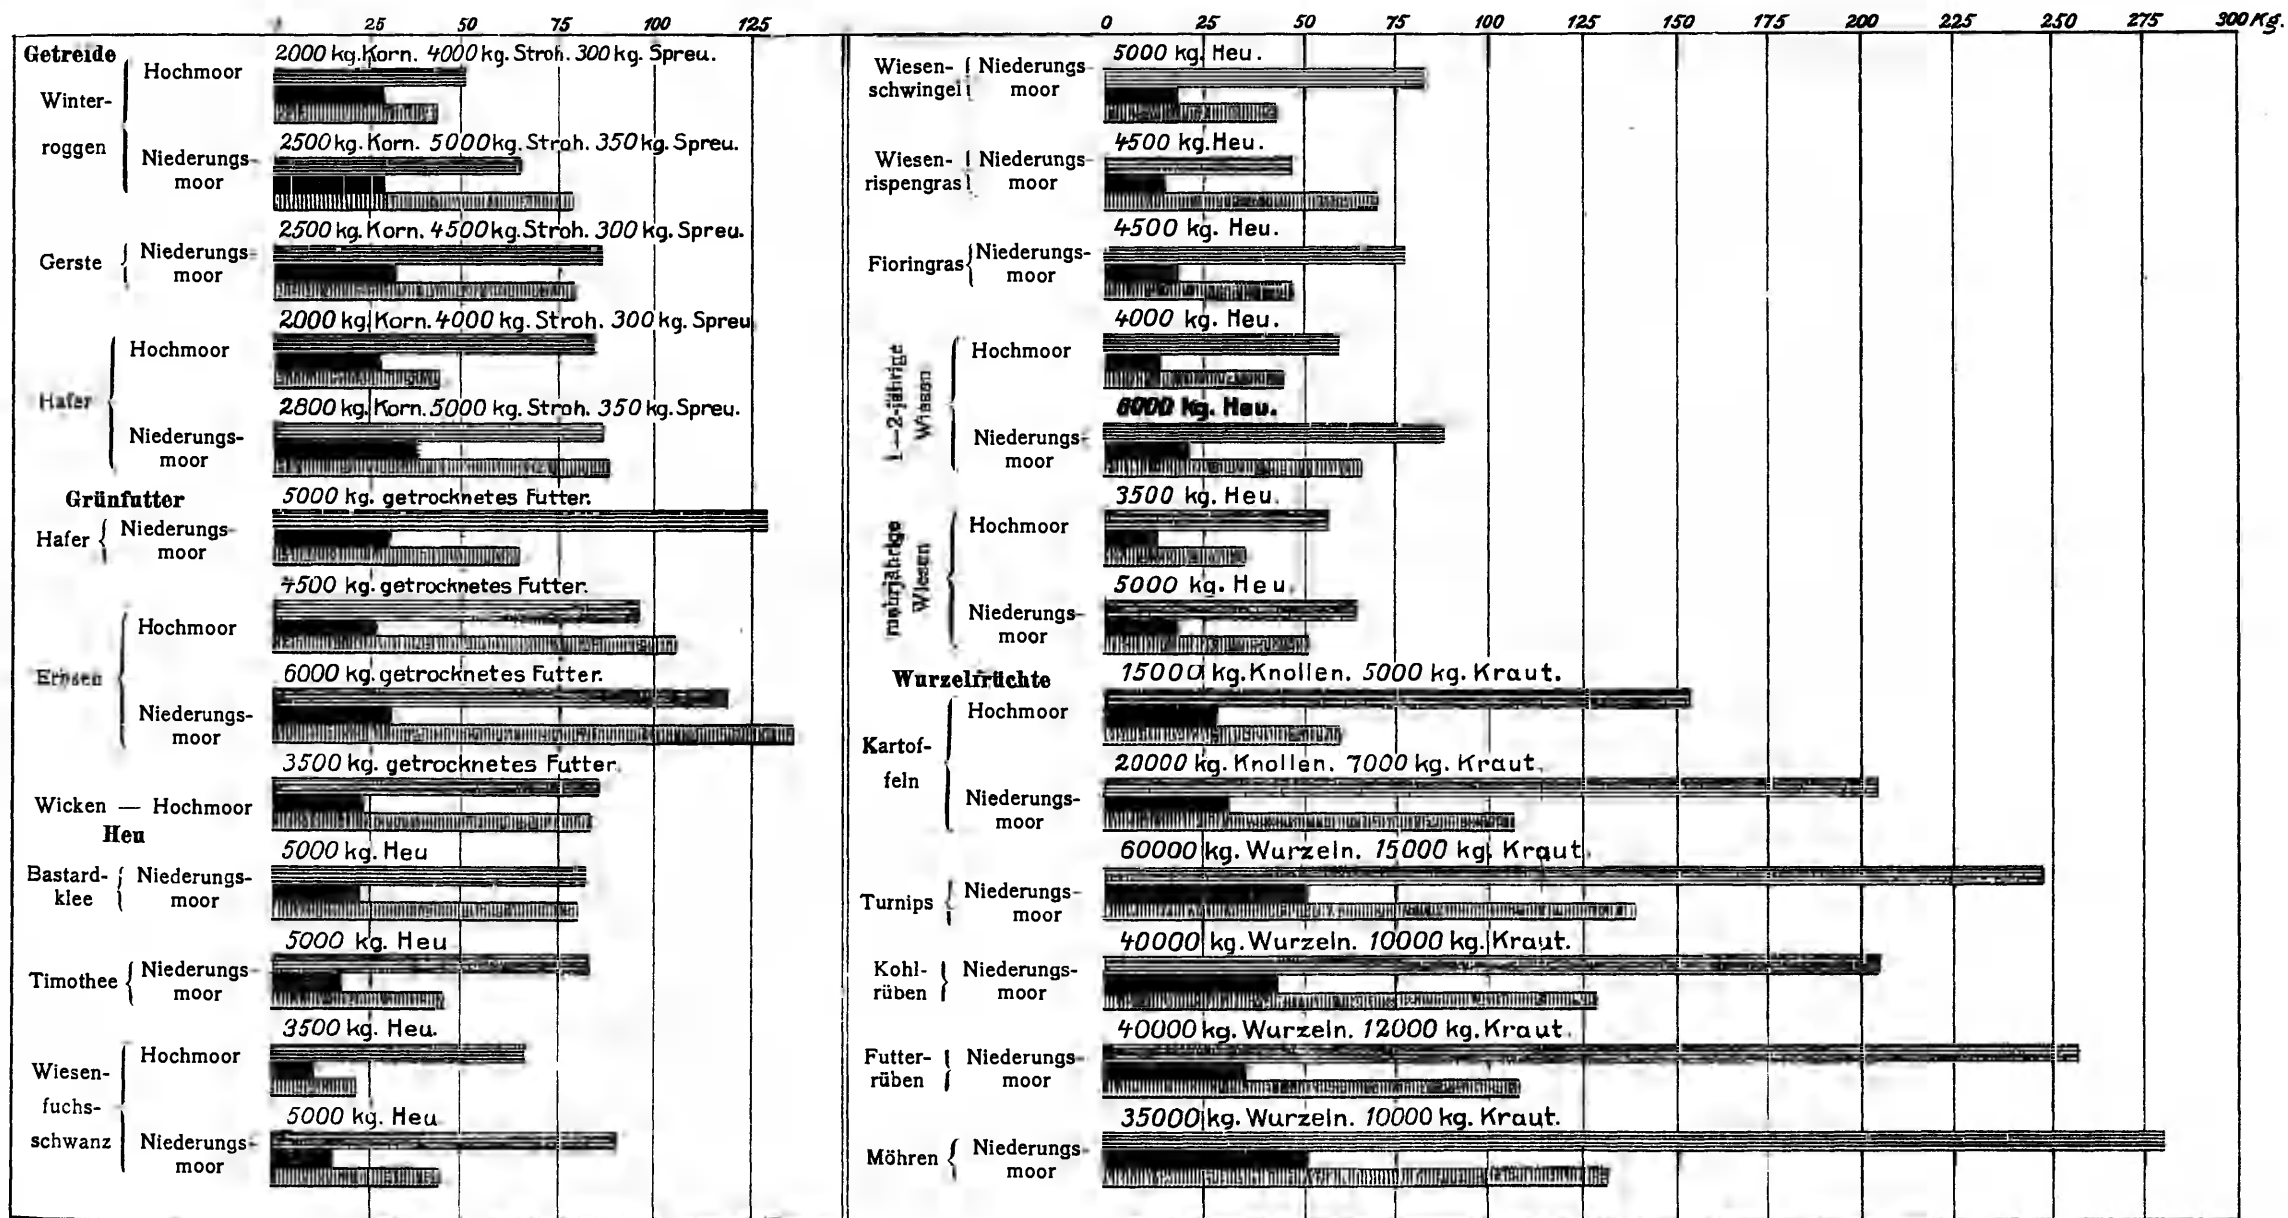 25 50 75 100 125
Getreide
2000 kg. Korn. 4000 kg. Stroh. 300 kg. Spreu.
Hochmoor
Winter-
roggen
2500 kg. Korn. 5000 kg. Stroh. 350 kg. Spreu.
Niederungs-
moor
2500 kg. Korn. 4500 kg. Stroh. 300 kg. Spreu.
Gerste
Niederungs-
moor
2000 kg. Korn. 4000 kg. Stroh. 300 kg. Spreu
Hochmoor
Hafer
2800 kg. Korn. 5000 kg. Stroh. 350 kg. Spreu.
Niederungs-
moor
Grünfutter
5000 kg. getrocknetes Futter.
Hafer
Niederungs-
moor
4500 kg. getrocknetes Futter.
Hochmoor
Erbsen
6000 kg. getrocknetes Futter.
Niederungs-
moor
3500 kg. getrocknetes Futter.
Wicken — Hochmoor
Heu
5000 kg. Heu
Bastard-
klee
Niederungs-
moor
5000 kg. Heu
Timothee
Niederungs-
moor
3500 kg. Heu.
Hochmoor
Wiesen-
fuchs-
schwanz
5000 kg. Heu
Niederungs-
moor
0 25 50 75 100 125 150 175 200 225 250 275 300 Kg.
5000 kg. Heu.
Wiesen-
schwingel
Niederungs-
moor
4500 kg. Heu.
Wiesen-
rispengras
Niederungs-
moor
4500 kg. Heu.
Fioringras
Niederungs-
moor
4000 kg. Heu.
1—2-jährige
Wiesen
Hochmoor
6000 kg. Heu.
Niederungs-
moor
3500 kg. Heu.
mehrjährige
Wiesen
Hochmoor
5000 kg. Heu.
Niederungs-
moor
Wurzelfrüchte
15000 kg. Knollen. 5000 kg. Kraut.
Hochmoor
Kartof-
feln
20000 kg. Knollen. 7000 kg. Kraut.
Niederungs-
moor
60000 kg. Wurzeln. 15000 kg. Kraut.
Turnips
Niederungs-
moor
40000 kg. Wurzeln. 10000 kg. Kraut.
Kohl-
rüben
Niederungs-
moor
40000 kg. Wurzeln. 12000 kg. Kraut.
Futter-
rüben
Niederungs-
moor
35000 kg. Wurzeln. 10000 kg. Kraut.
Möhren
Niederungs-
moor